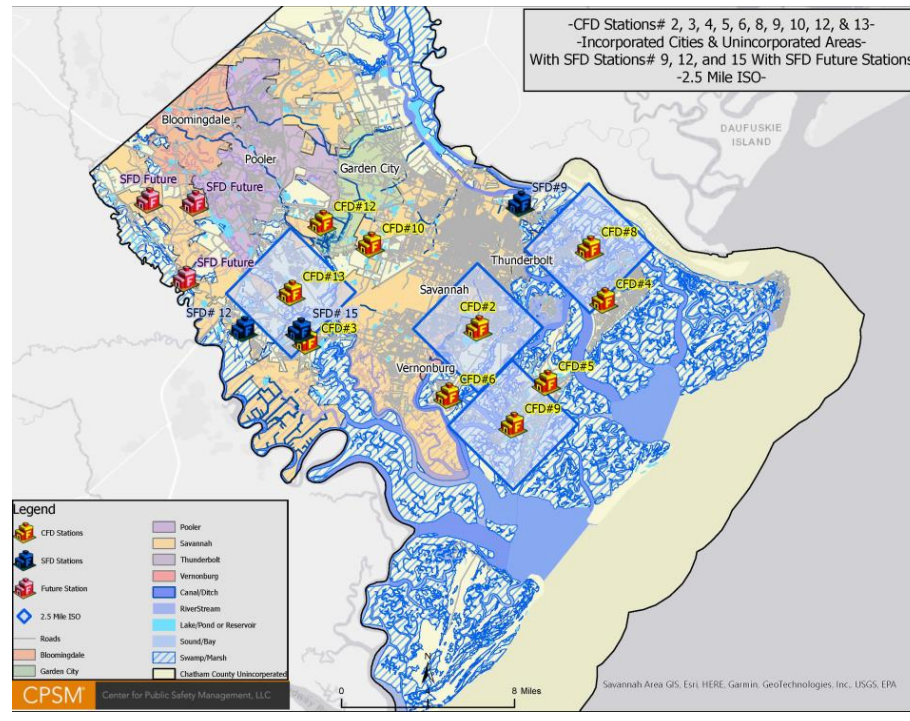 -CFD Stations# 2, 3, 4, 5, 6, 8, 9, 10, 12, & 13-
-Incorporated Cities & Unincorporated Areas-
With SFD Stations# 9, 12, and 15 With SFD Future Stations
-2.5 Mile ISO-
DAUFUSKIE
ISLAND
Bloomingdale
Pooler
Garden City
SFD Future
SFD Future
SFD#9
CFD#12
CFD#10
CFD#8
Thunderbolt
SFD Future
CFD#13
CFD#4
Savannah
SFD# 12
SFD# 15
CFD#3
CFD#2
Vernonburg
CFD#6
CFD#5
CFD#9
Legend
CFD Stations
SFD Stations
Future Station
2.5 Mile ISO
Roads
Bloomingdale
Garden City
Pooler
Savannah
Thunderbolt
Vernonburg
Canal/Ditch
RiverStream
Lake/Pond or Reservoir
Sound/Bay
Swamp/Marsh
Chatham County Unincorporated
N
0 4 8 Miles
CPSM® Center for Public Safety Management, LLC
Savannah Area GIS, Esri, HERE, Garmin, GeoTechnologies, Inc., USGS, EPA